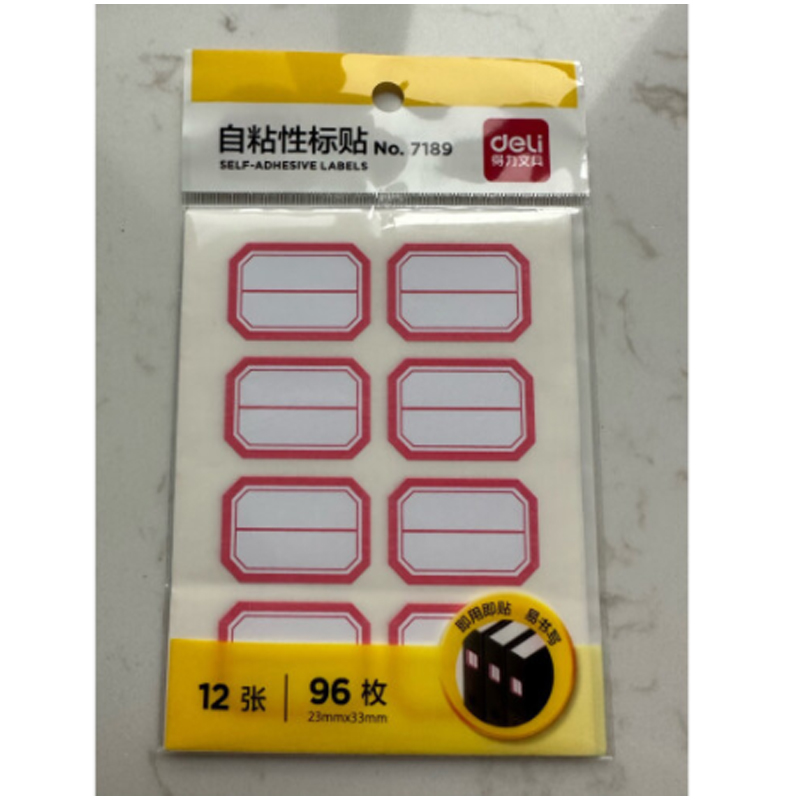 自粘性标贴 No. 7189
SELF-ADHESIVE LABELS
deli
得力文具
即用即贴 易书写
12 张
96 枚
23mmx33mm